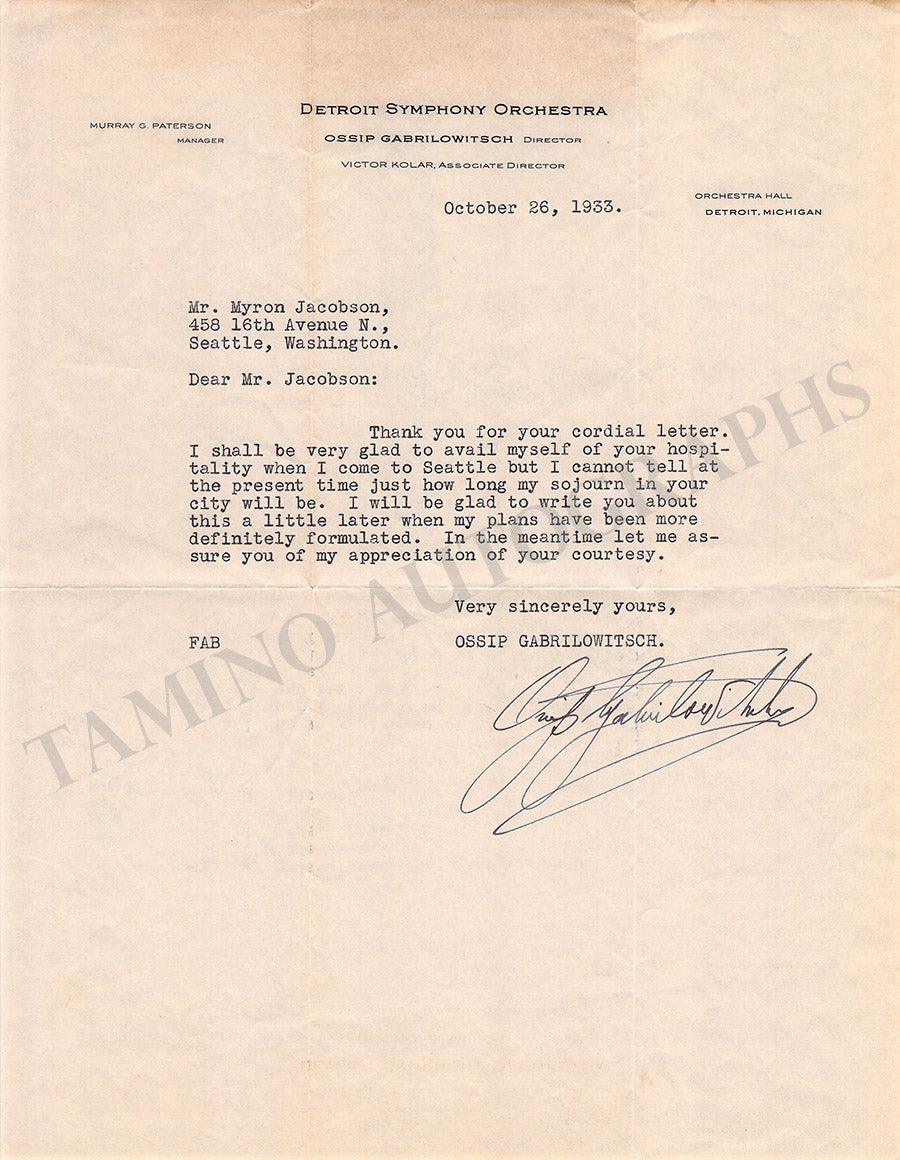 DETROIT SYMPHONY ORCHESTRA
MURRAY G. PATERSON
MANAGER
OSSIP GABRILOWITSCH DIRECTOR
VICTOR KOLAR, ASSOCIATE DIRECTOR
ORCHESTRA HALL
DETROIT, MICHIGAN
October 26, 1933.
Mr. Myron Jacobson,
458 16th Avenue N.,
Seattle, Washington.
Dear Mr. Jacobson:
Thank you for your cordial letter.
I shall be very glad to avail myself of your hospi-
tality when I come to Seattle but I cannot tell at
the present time just how long my sojourn in your
city will be. I will be glad to write you about
this a little later when my plans have been more
definitely formulated. In the meantime let me as-
sure you of my appreciation of your courtesy.
Very sincerely yours,
FAB
OSSIP GABRILOWITSCH.
Ossip Gabrilowitsch
TAMINO AUTOGRAPHS